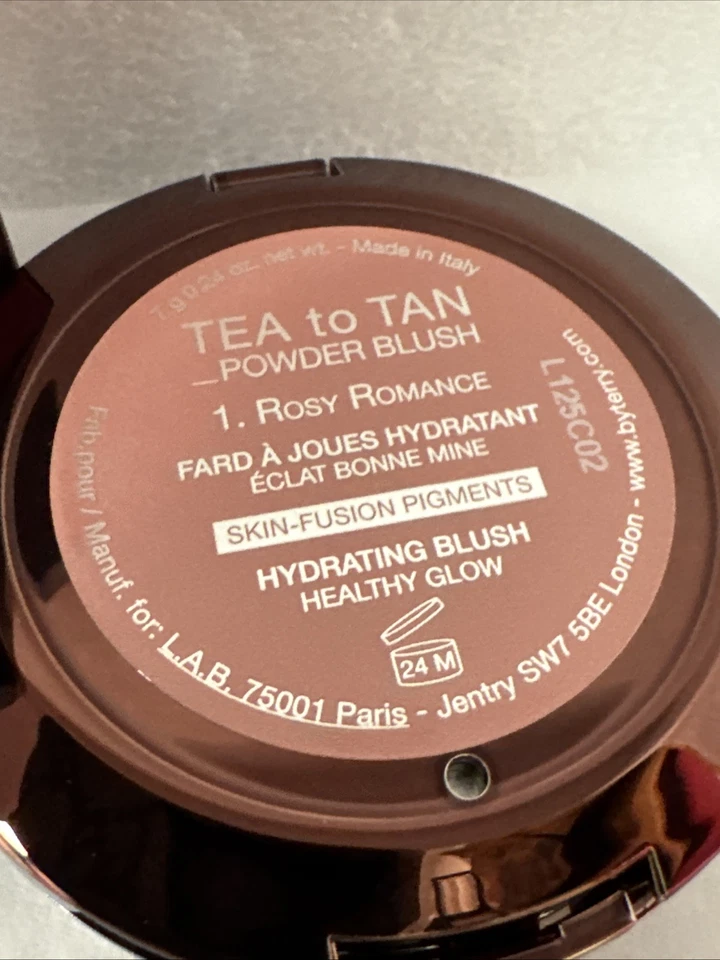 7 g 0.24 oz. net wt. - Made in Italy
TEA to TAN
_POWDER BLUSH
1. ROSY ROMANCE
FARD À JOUES HYDRATANT
ÉCLAT BONNE MINE
SKIN-FUSION PIGMENTS
HYDRATING BLUSH
HEALTHY GLOW
24 M
L125C02
Frib.pour / Manuf. for: L.A.B. 75001 Paris - Jentry SW7 5BE London - www.byterry.com